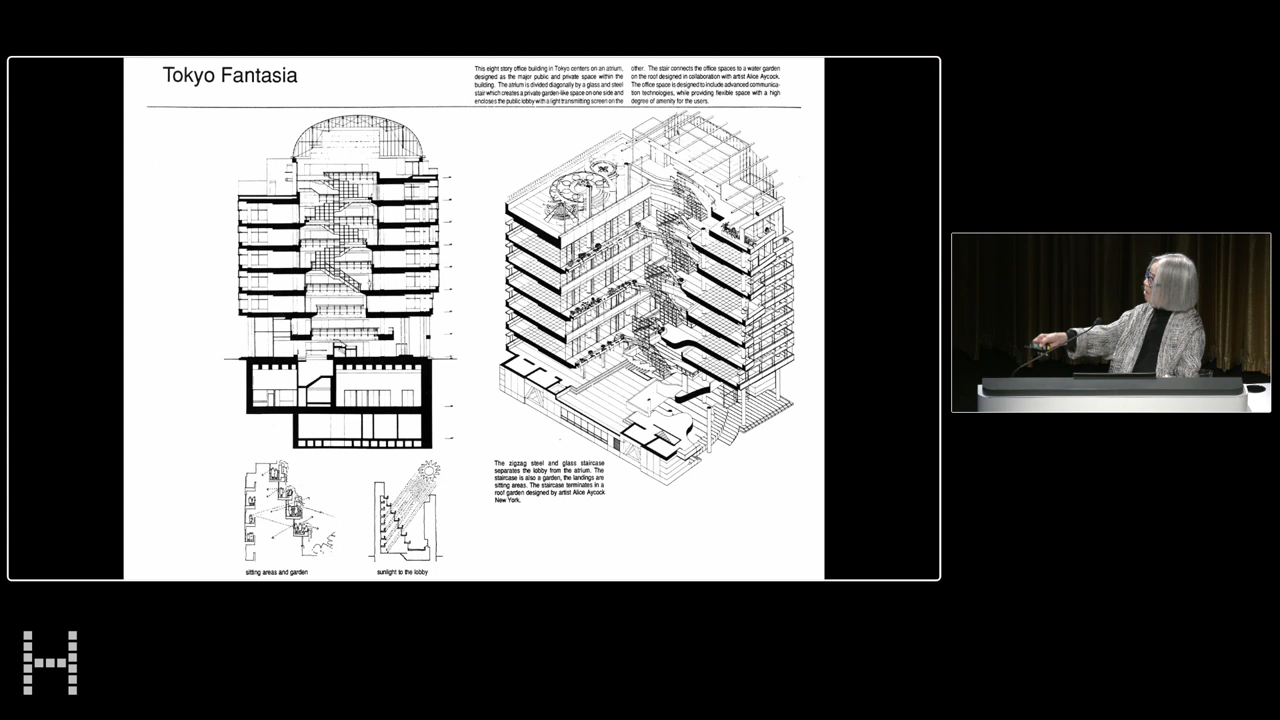 Tokyo Fantasia
This eight story office building in Tokyo centers on an atrium,
designed as the major public and private space within the
building. The atrium is divided diagonally by a glass and steel
stair which creates a private garden-like space on one side and
encloses the public lobby with a light transmitting screen on the
other. The stair connects the office spaces to a water garden
on the roof designed in collaboration with artist Alice Aycock.
The office space is designed to include advanced communica-
tion technologies, while providing flexible space with a high
degree of amenity for the users.
The zigzag steel and glass staircase
separates the lobby from the atrium. The
staircase is also a garden, the landings are
sitting areas. The staircase terminates in a
roof garden designed by artist Alice Aycock
New York.
sitting areas and garden
sunlight to the lobby
H